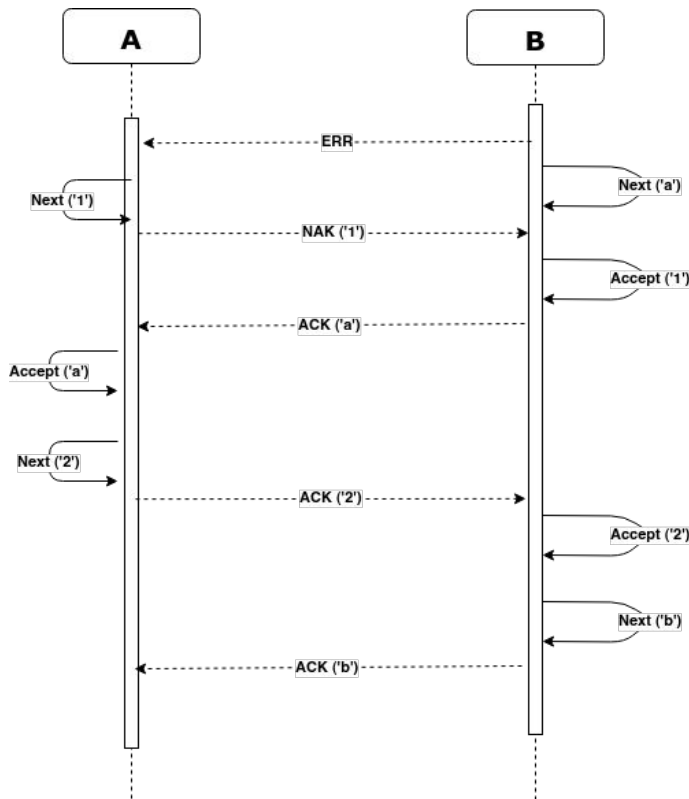 A
B
ERR
Next ('a')
Next ('1')
NAK ('1')
Accept ('1')
ACK ('a')
Accept ('a')
Next ('2')
ACK ('2')
Accept ('2')
Next ('b')
ACK ('b')